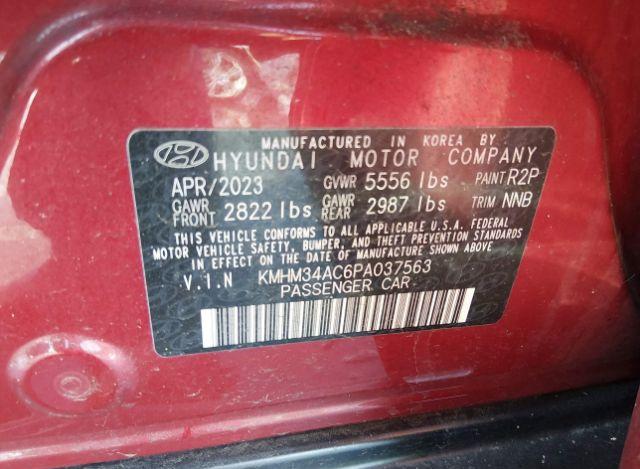 MANUFACTURED IN KOREA BY
HYUNDAI MOTOR COMPANY
APR/2023 GVWR 5556 lbs PAINT R2P
GAWR FRONT 2822 lbs GAWR REAR 2987 lbs TRIM NNB
THIS VEHICLE CONFORMS TO ALL APPLICABLE U.S.A. FEDERAL
MOTOR VEHICLE SAFETY, BUMPER, AND THEFT PREVENTION STANDARDS
IN EFFECT ON THE DATE OF MANUFACTURE SHOWN ABOVE.
V.I.N KMHM34AC6PA037563
PASSENGER CAR